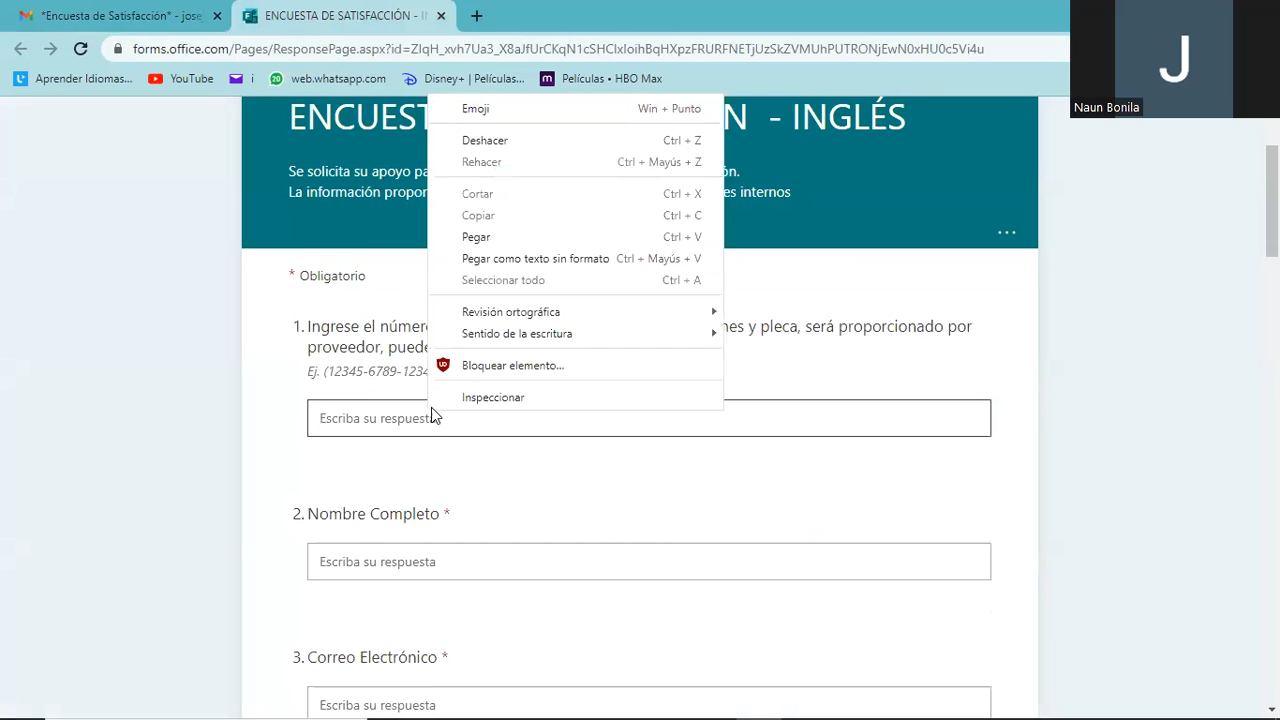 *Encuesta de Satisfacción* - jose
ENCUESTA DE SATISFACCIÓN - I
forms.office.com/Pages/ResponsePage.aspx?id=ZIqH_xvh7Ua3_X8aJfUrCKqN1cSHClxIoihBqHXpzFRURFNETjUzSkZVMUhPUTRONjEwN0xHU0c5Vi4u
Aprender Idiomas...
YouTube
i
20
web.whatsapp.com
Disney+ | Películas...
Películas • HBO Max
J
Naun Bonila
ENCUEST
N - INGLÉS
Se solicita su apoyo pa
ón.
La información propor
es internos
...
* Obligatorio
1. Ingrese el númer
nes y pleca, será proporcionado por
proveedor, puede
Ej. (12345-6789-1234
Escriba su respuesta
2. Nombre Completo *
Escriba su respuesta
3. Correo Electrónico *
Escriba su respuesta
Emoji Win + Punto
Deshacer Ctrl + Z
Rehacer Ctrl + Mayús + Z
Cortar Ctrl + X
Copiar Ctrl + C
Pegar Ctrl + V
Pegar como texto sin formato Ctrl + Mayús + V
Seleccionar todo Ctrl + A
Revisión ortográfica
Sentido de la escritura
Bloquear elemento...
Inspeccionar